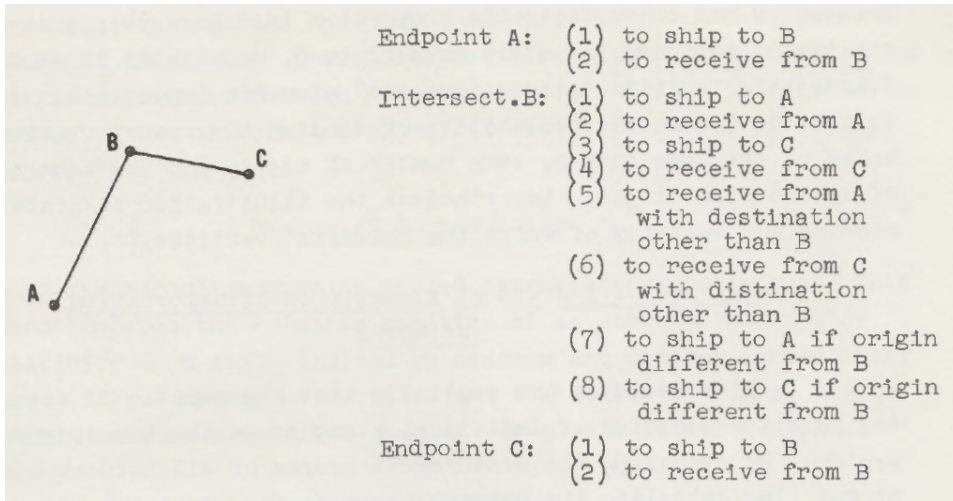 Endpoint A: (1) to ship to B
(2) to receive from B
Intersect.B: (1) to ship to A
(2) to receive from A
(3) to ship to C
(4) to receive from C
(5) to receive from A
with destination
other than B
(6) to receive from C
with distination
other than B
(7) to ship to A if origin
different from B
(8) to ship to C if origin
different from B
Endpoint C: (1) to ship to B
(2) to receive from B
B
C
A